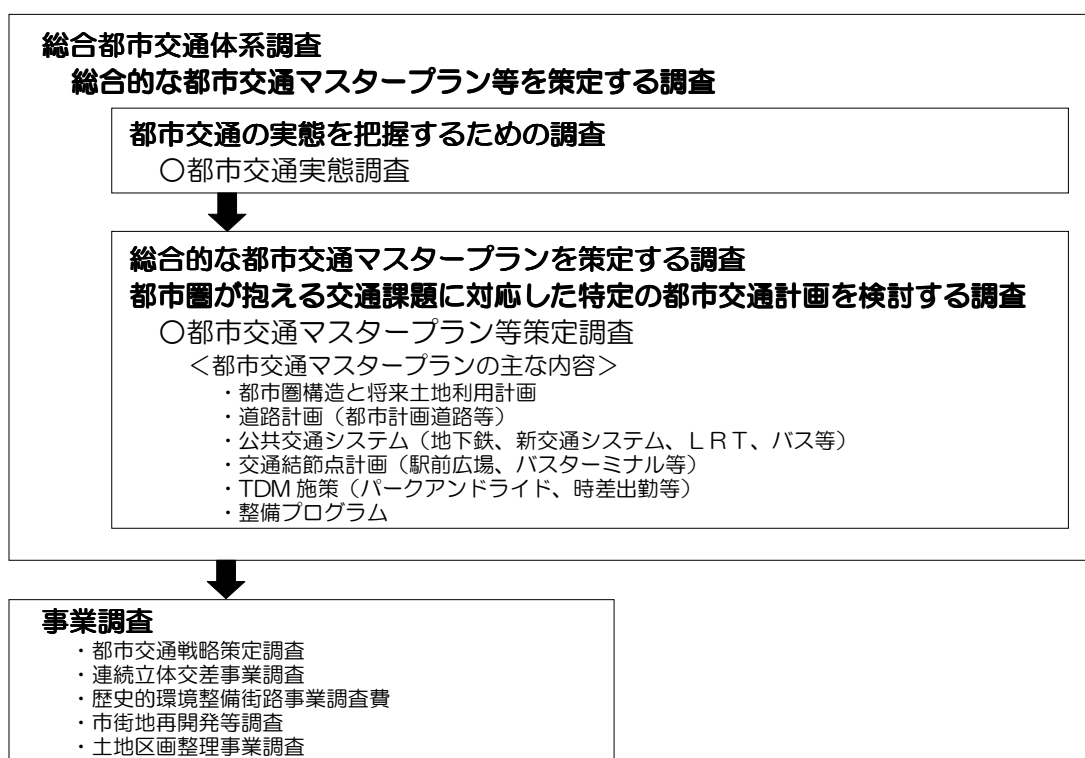 総合都市交通体系調査
総合的な都市交通マスタープラン等を策定する調査
都市交通の実態を把握するための調査
〇都市交通実態調査
総合的な都市交通マスタープランを策定する調査
都市圏が抱える交通課題に対応した特定の都市交通計画を検討する調査
〇都市交通マスタープラン等策定調査
＜都市交通マスタープランの主な内容＞
・都市圏構造と将来土地利用計画
・道路計画（都市計画道路等）
・公共交通システム（地下鉄、新交通システム、ＬＲＴ、バス等）
・交通結節点計画（駅前広場、バスターミナル等）
・TDM 施策（パークアンドライド、時差出勤等）
・整備プログラム
事業調査
・都市交通戦略策定調査
・連続立体交差事業調査
・歴史的環境整備街路事業調査費
・市街地再開発等調査
・土地区画整理事業調査